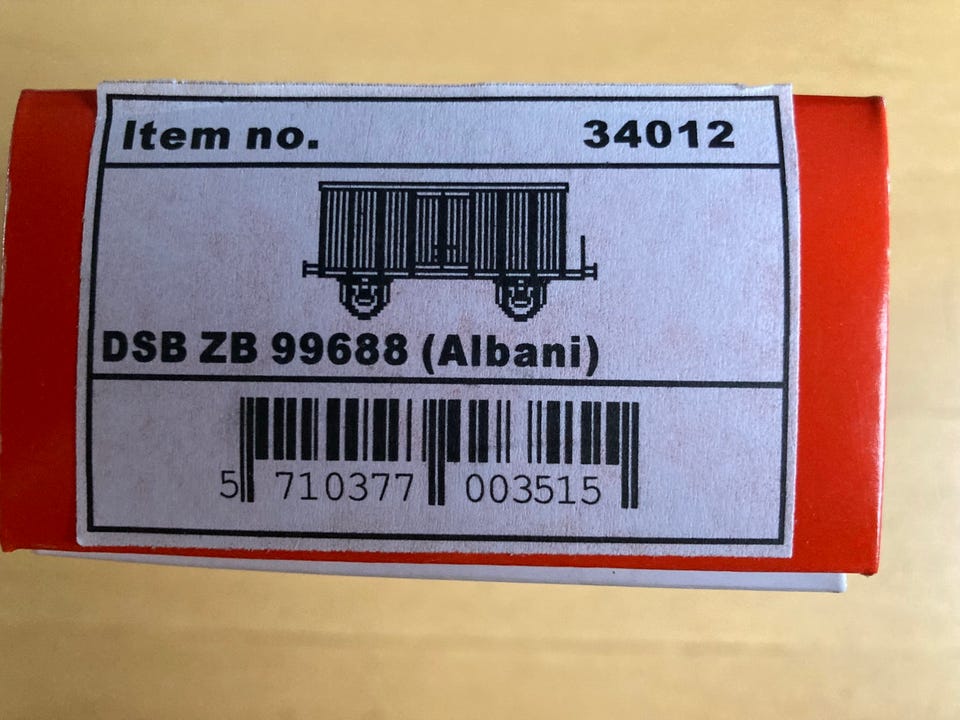 Item no. 34012
DSB ZB 99688 (Albani)
5 710377 003515